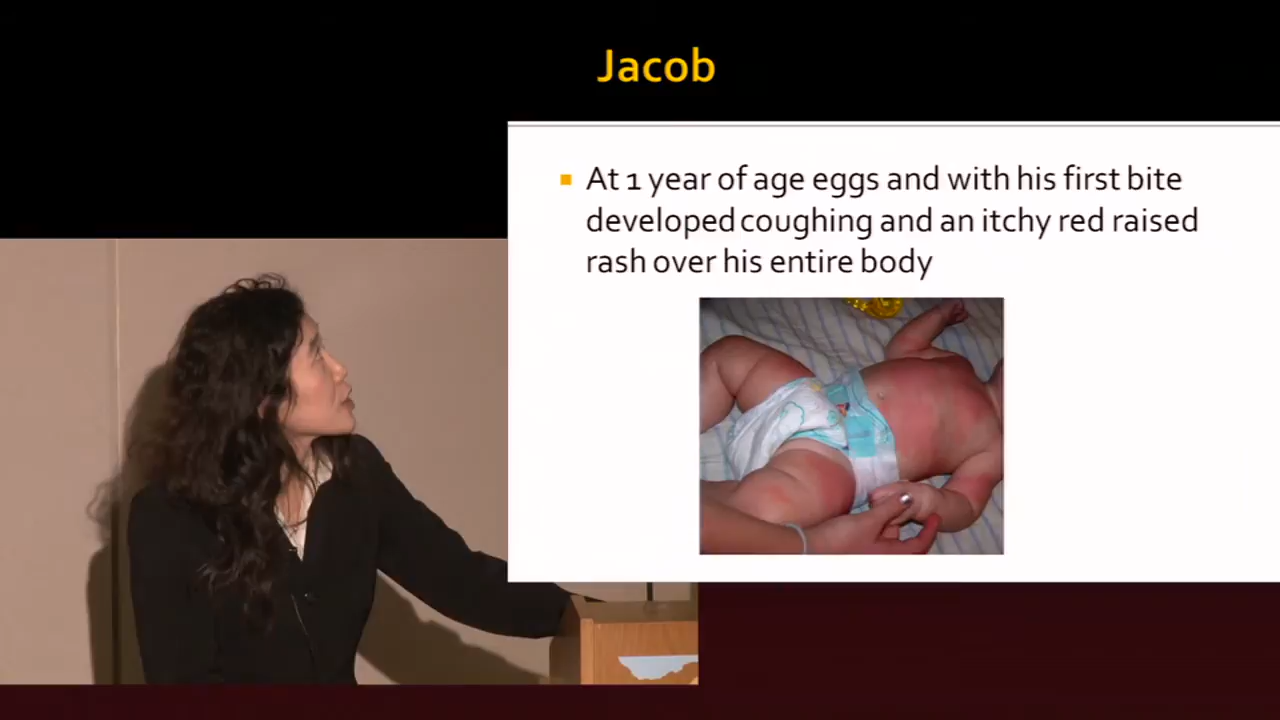 Jacob
At 1 year of age eggs and with his first bite
developed coughing and an itchy red raised
rash over his entire body